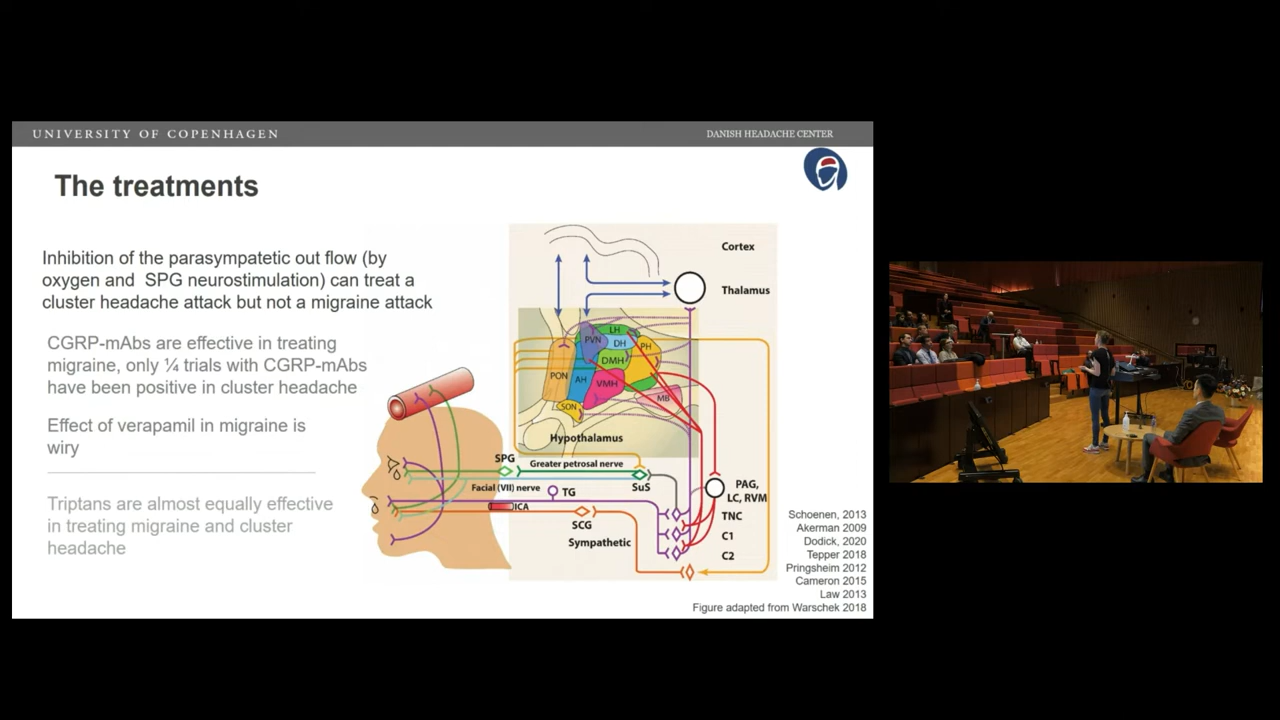 UNIVERSITY OF COPENHAGEN
DANISH HEADACHE CENTER
The treatments
Inhibition of the parasympatetic out flow (by
oxygen and SPG neurostimulation) can treat a
cluster headache attack but not a migraine attack
CGRP-mAbs are effective in treating
migraine, only ¼ trials with CGRP-mAbs
have been positive in cluster headache
Effect of verapamil in migraine is
wiry
Triptans are almost equally effective
in treating migraine and cluster
headache
Cortex
Thalamus
LH
PVN
DH
PH
DMH
PON
AH
VMH
MB
SON
Hypothalamus
SPG
Greater petrosal nerve
SuS
Facial (VII) nerve
TG
ICA
SCG
Sympathetic
PAG,
LC, RVM
TNC
C1
C2
Schoenen, 2013
Akerman 2009
Dodick, 2020
Tepper 2018
Pringsheim 2012
Cameron 2015
Law 2013
Figure adapted from Warschek 2018